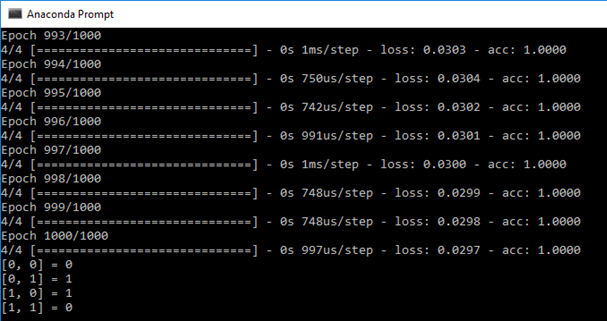 Anaconda Prompt
Epoch 993/1000
4/4 [==============================] - 0s 1ms/step - loss: 0.0303 - acc: 1.0000
Epoch 994/1000
4/4 [==============================] - 0s 750us/step - loss: 0.0304 - acc: 1.0000
Epoch 995/1000
4/4 [==============================] - 0s 742us/step - loss: 0.0302 - acc: 1.0000
Epoch 996/1000
4/4 [==============================] - 0s 991us/step - loss: 0.0301 - acc: 1.0000
Epoch 997/1000
4/4 [==============================] - 0s 1ms/step - loss: 0.0300 - acc: 1.0000
Epoch 998/1000
4/4 [==============================] - 0s 748us/step - loss: 0.0299 - acc: 1.0000
Epoch 999/1000
4/4 [==============================] - 0s 748us/step - loss: 0.0298 - acc: 1.0000
Epoch 1000/1000
4/4 [==============================] - 0s 997us/step - loss: 0.0297 - acc: 1.0000
[0, 0] = 0
[0, 1] = 1
[1, 0] = 1
[1, 1] = 0